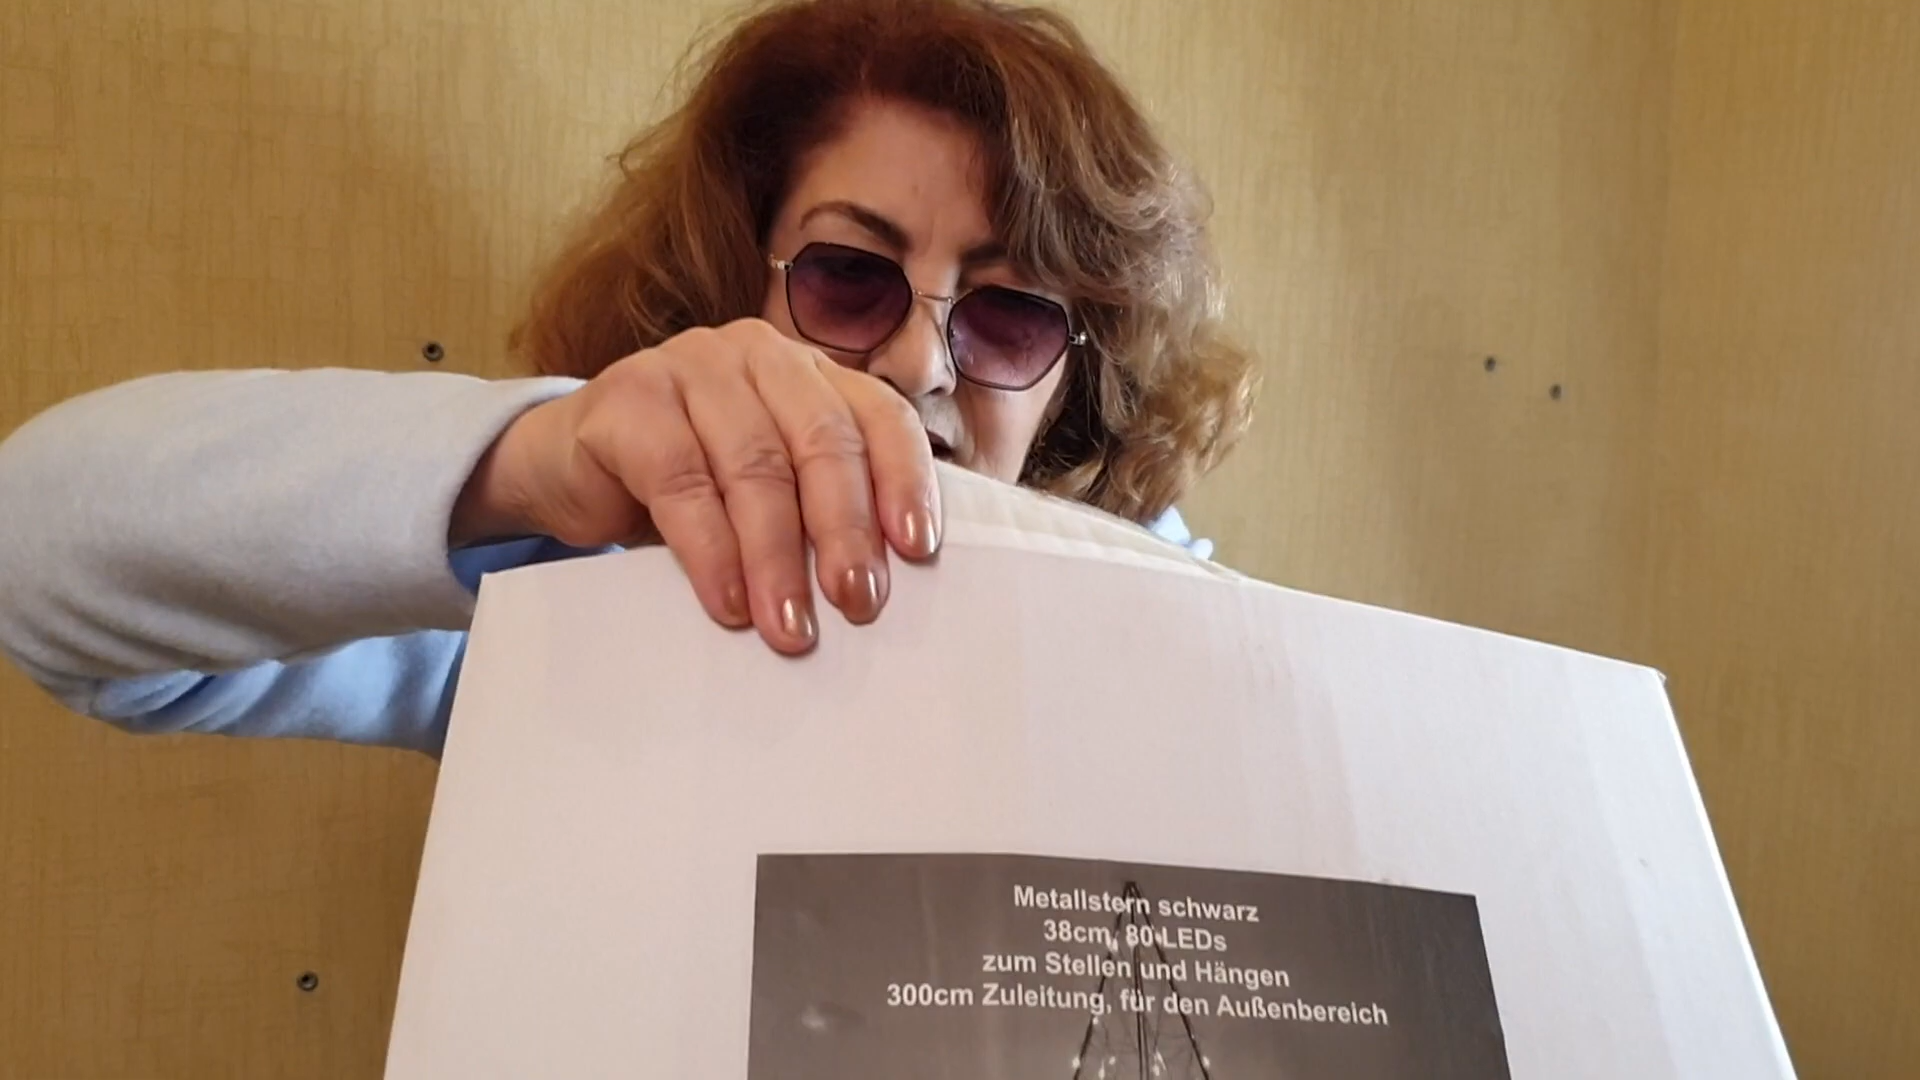 Metallstern schwarz
38cm, 80 LEDs
zum Stellen und Hängen
300cm Zuleitung, für den Außenbereich